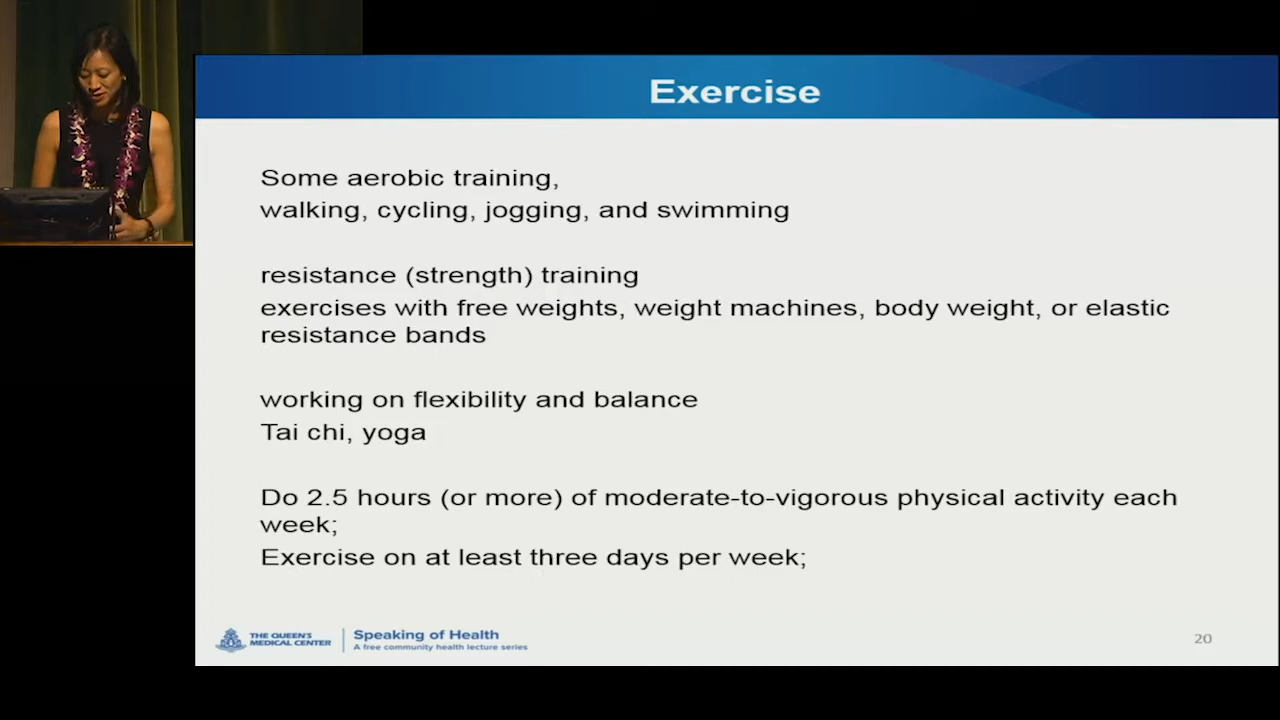 Exercise
Some aerobic training,
walking, cycling, jogging, and swimming
resistance (strength) training
exercises with free weights, weight machines, body weight, or elastic
resistance bands
working on flexibility and balance
Tai chi, yoga
Do 2.5 hours (or more) of moderate-to-vigorous physical activity each
week;
Exercise on at least three days per week;
THE QUEEN'S
MEDICAL CENTER
Speaking of Health
A free community health lecture series
20